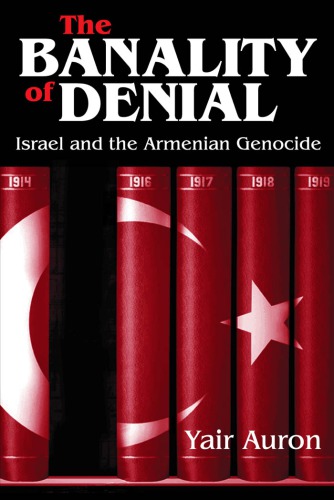 The
BANALITY
of DENIAL
Israel and the Armenian Genocide
1914
1916
1917
1918
1919
Yair Auron